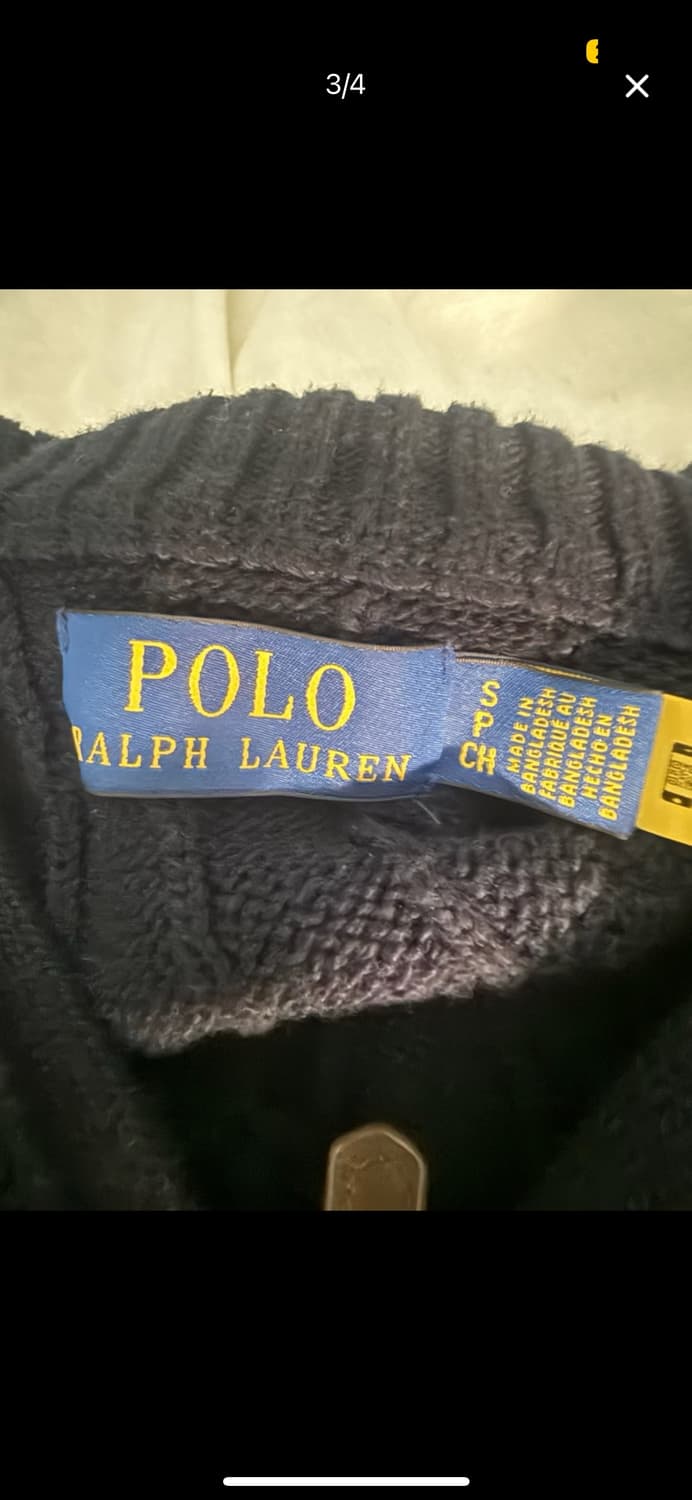 3/4
POLO
RALPH LAUREN
S
P
CH
MADE IN
BANGLADESH
FABRIQUÉ AU
BANGLADESH
HECHO EN
BANGLADESH